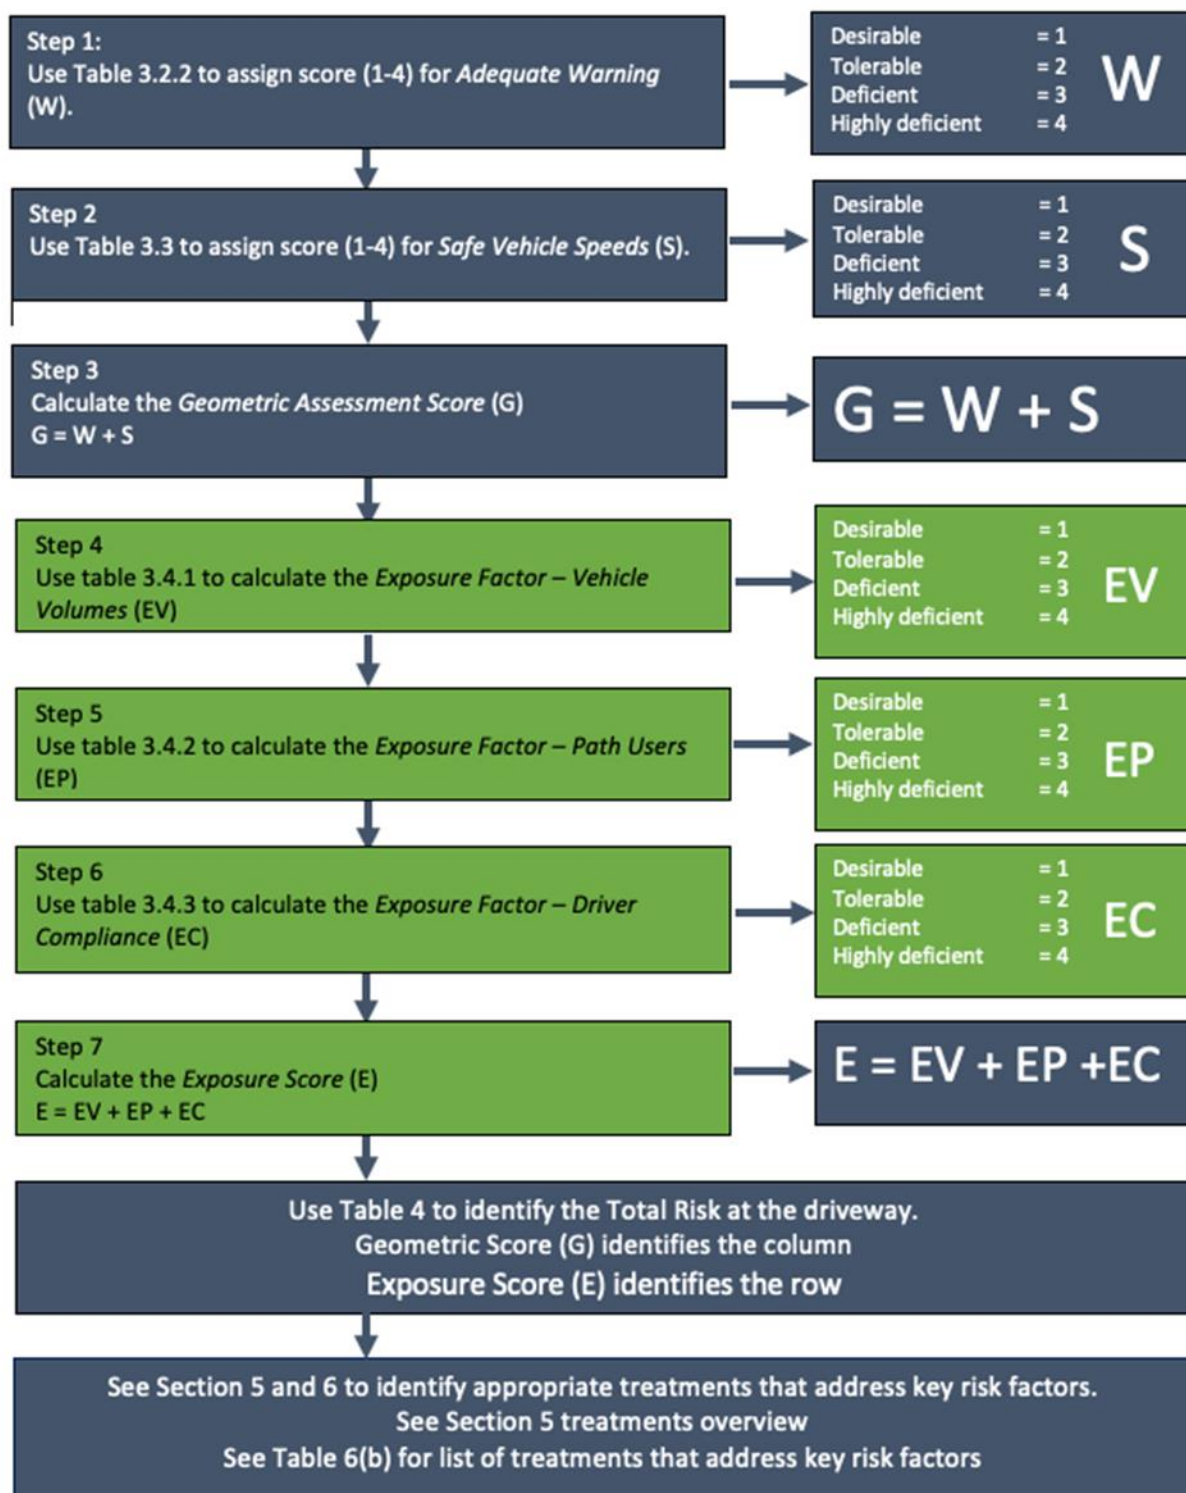 Step 1:
Use Table 3.2.2 to assign score (1-4) for Adequate Warning
(W).
Desirable = 1
Tolerable = 2
Deficient = 3
Highly deficient = 4
W
Step 2
Use Table 3.3 to assign score (1-4) for Safe Vehicle Speeds (S).
Desirable = 1
Tolerable = 2
Deficient = 3
Highly deficient = 4
S
Step 3
Calculate the Geometric Assessment Score (G)
G = W + S
G = W + S
Step 4
Use table 3.4.1 to calculate the Exposure Factor – Vehicle
Volumes (EV)
Desirable = 1
Tolerable = 2
Deficient = 3
Highly deficient = 4
EV
Step 5
Use table 3.4.2 to calculate the Exposure Factor – Path Users
(EP)
Desirable = 1
Tolerable = 2
Deficient = 3
Highly deficient = 4
EP
Step 6
Use table 3.4.3 to calculate the Exposure Factor – Driver
Compliance (EC)
Desirable = 1
Tolerable = 2
Deficient = 3
Highly deficient = 4
EC
Step 7
Calculate the Exposure Score (E)
E = EV + EP + EC
E = EV + EP +EC
Use Table 4 to identify the Total Risk at the driveway.
Geometric Score (G) identifies the column
Exposure Score (E) identifies the row
See Section 5 and 6 to identify appropriate treatments that address key risk factors.
See Section 5 treatments overview
See Table 6(b) for list of treatments that address key risk factors